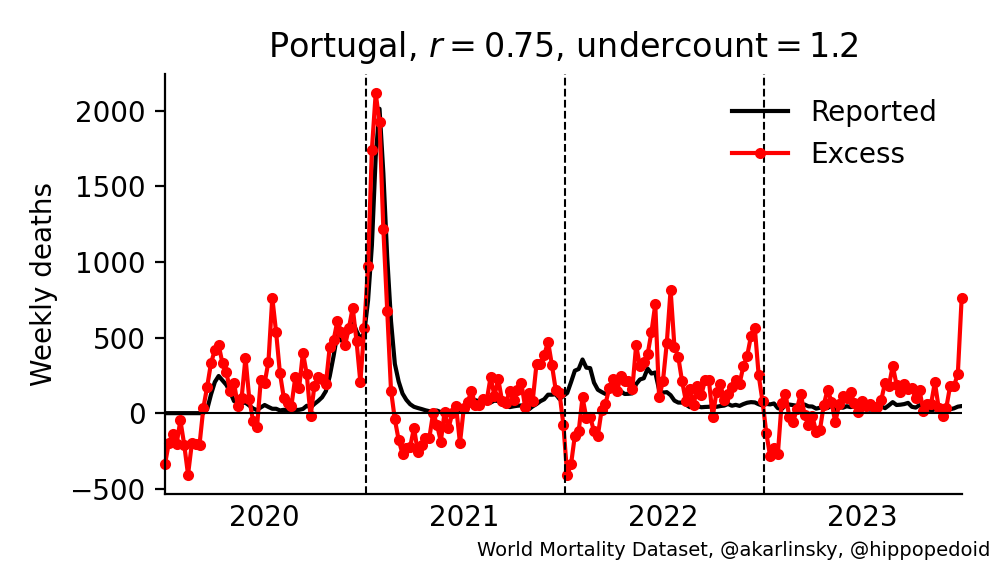 Portugal, r = 0.75, undercount = 1.2
Reported
Excess
Weekly deaths
2000
1500
1000
500
0
−500
2020 2021 2022 2023
World Mortality Dataset, @akarlinsky, @hippopedoid